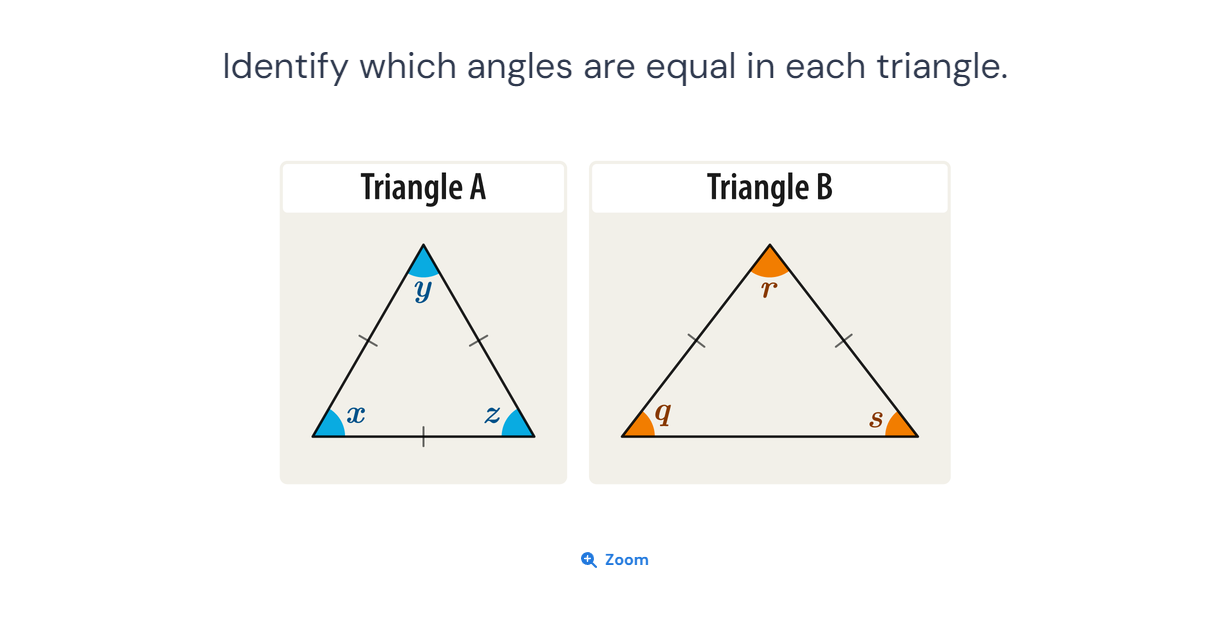 Identify which angles are equal in each triangle.
Triangle A
Triangle B
y
r
x
z
q
s
Zoom